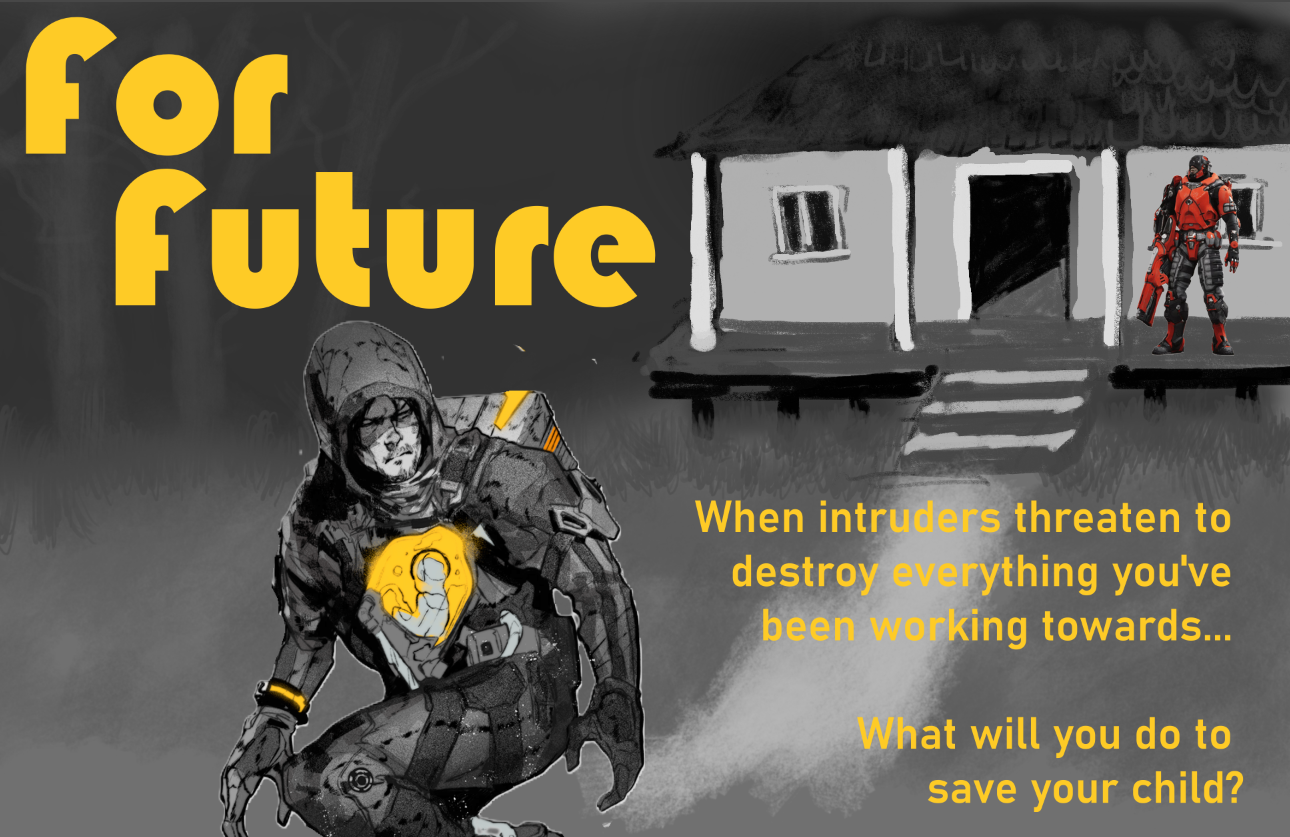 For
Future
When intruders threaten to
destroy everything you've
been working towards...
What will you do to
save your child?